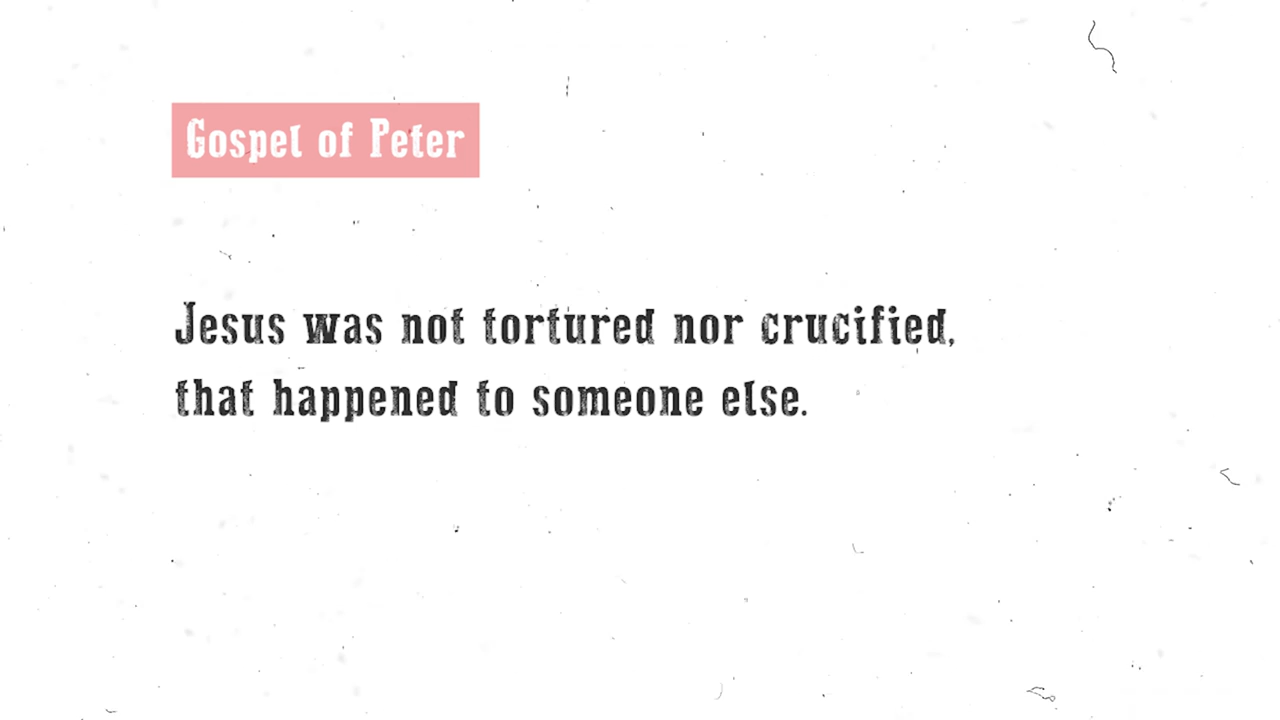 Gospel of Peter
Jesus was not tortured nor crucified,
that happened to someone else.